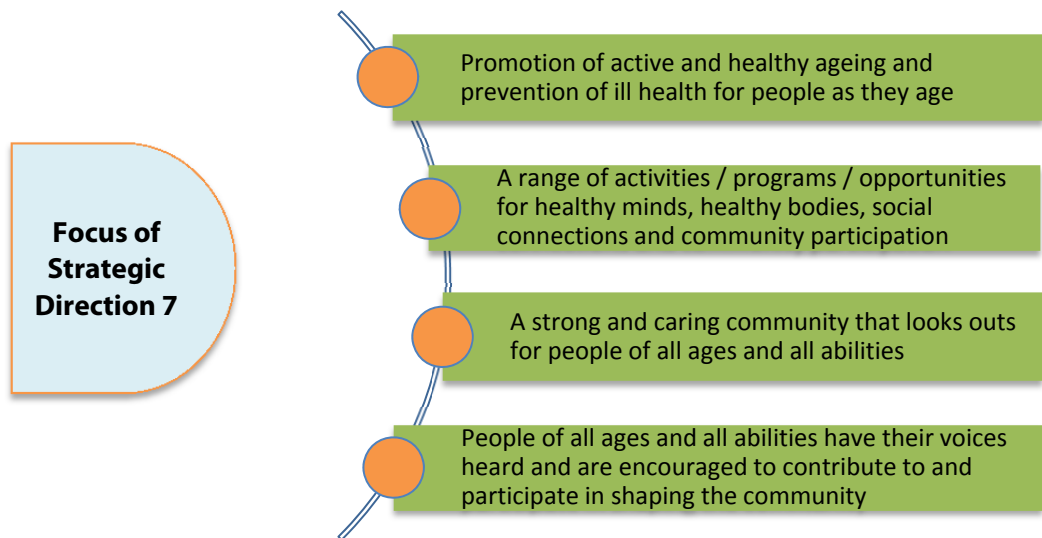 Focus of
Strategic
Direction 7
Promotion of active and healthy ageing and
prevention of ill health for people as they age
A range of activities / programs / opportunities
for healthy minds, healthy bodies, social
connections and community participation
A strong and caring community that looks outs
for people of all ages and all abilities
People of all ages and all abilities have their voices
heard and are encouraged to contribute to and
participate in shaping the community